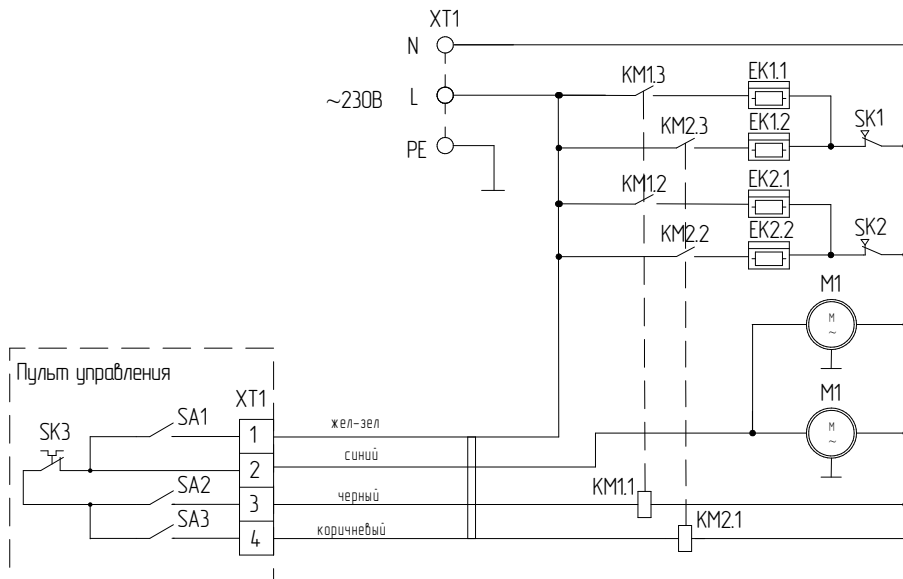 XT1
N
KM1.3
EK1.1
~230В
L
KM2.3
EK1.2
SK1
PE
KM1.2
EK2.1
KM2.2
EK2.2
SK2
M1
M
~
Пульт управления
XT1
M1
SA1
1
жел-зел
M
~
SK3
2
синий
SA2
3
черный
KM1.1
SA3
4
коричневый
KM2.1